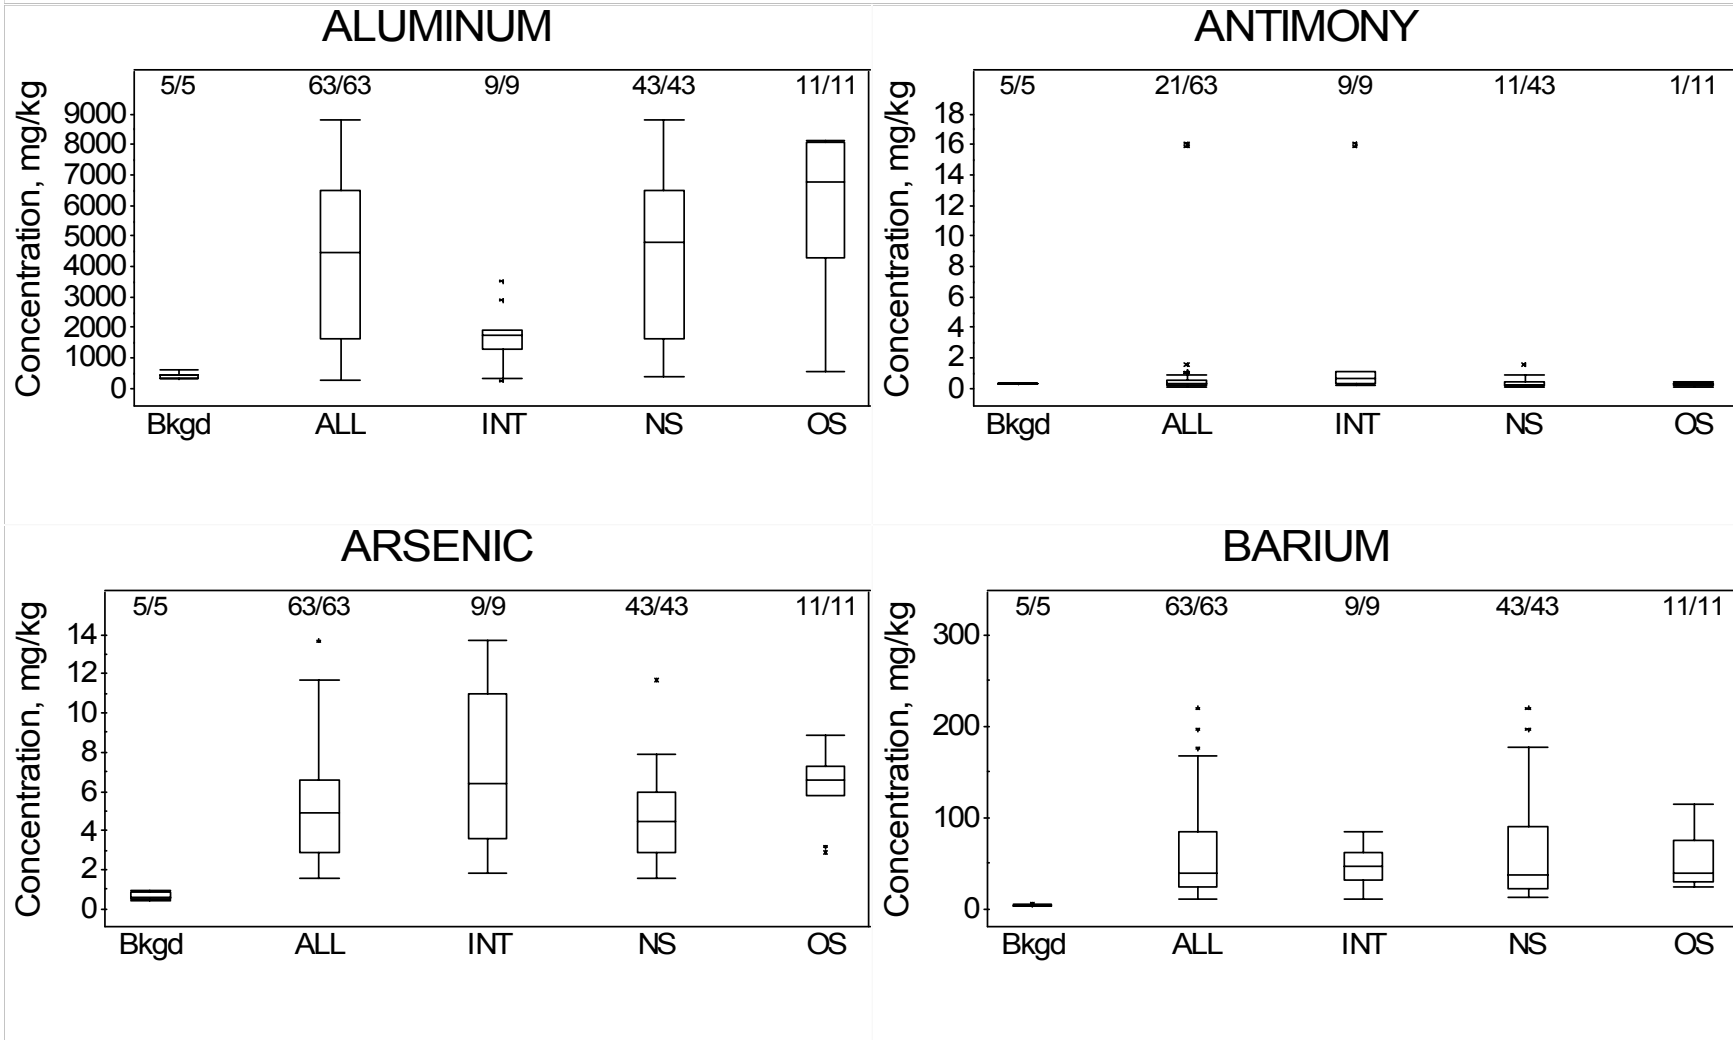 ALUMINUM
Concentration, mg/kg
5/5 63/63 9/9 43/43 11/11
9000
8000
7000
6000
5000
4000
3000
2000
1000
0
Bkgd ALL INT NS OS
ANTIMONY
Concentration, mg/kg
5/5 21/63 9/9 11/43 1/11
18
16
14
12
10
8
6
4
2
0
Bkgd ALL INT NS OS
ARSENIC
Concentration, mg/kg
5/5 63/63 9/9 43/43 11/11
14
12
10
8
6
4
2
0
Bkgd ALL INT NS OS
BARIUM
Concentration, mg/kg
5/5 63/63 9/9 43/43 11/11
300
200
100
0
Bkgd ALL INT NS OS